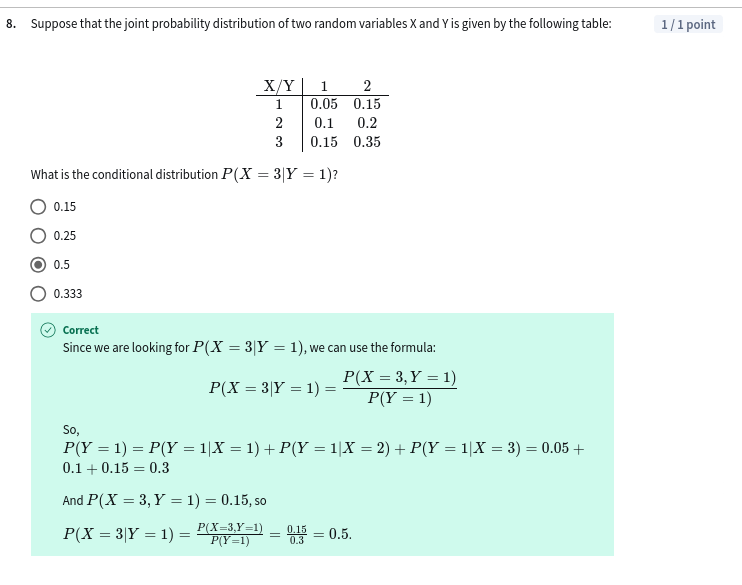 8. Suppose that the joint probability distribution of two random variables X and Y is given by the following table: 1 / 1 point
X/Y 1 2
1 0.05 0.15
2 0.1 0.2
3 0.15 0.35
What is the conditional distribution P(X = 3|Y = 1)?
0.15
0.25
0.5
0.333
Correct
Since we are looking for P(X = 3|Y = 1), we can use the formula:
P(X = 3|Y = 1) = P(X = 3, Y = 1) / P(Y = 1)
So,
P(Y = 1) = P(Y = 1|X = 1) + P(Y = 1|X = 2) + P(Y = 1|X = 3) = 0.05 +
0.1 + 0.15 = 0.3
And P(X = 3, Y = 1) = 0.15, so
P(X = 3|Y = 1) = P(X=3,Y=1) / P(Y=1) = 0.15 / 0.3 = 0.5.